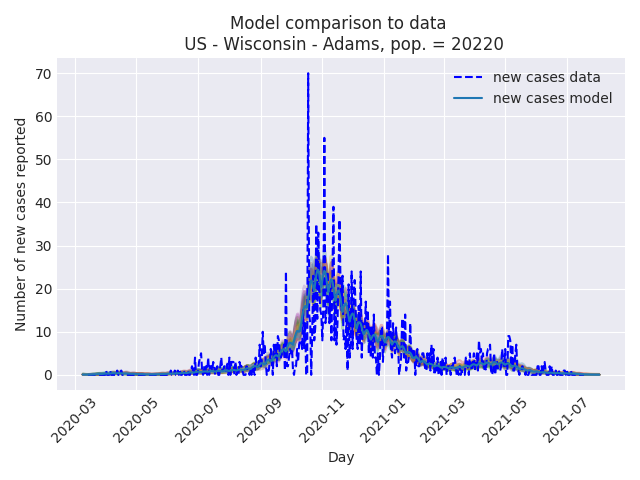 Model comparison to data
US - Wisconsin - Adams, pop. = 20220
new cases data
new cases model
Number of new cases reported
70
60
50
40
30
20
10
0
2020-03
2020-05
2020-07
2020-09
2020-11
2021-01
2021-03
2021-05
2021-07
Day